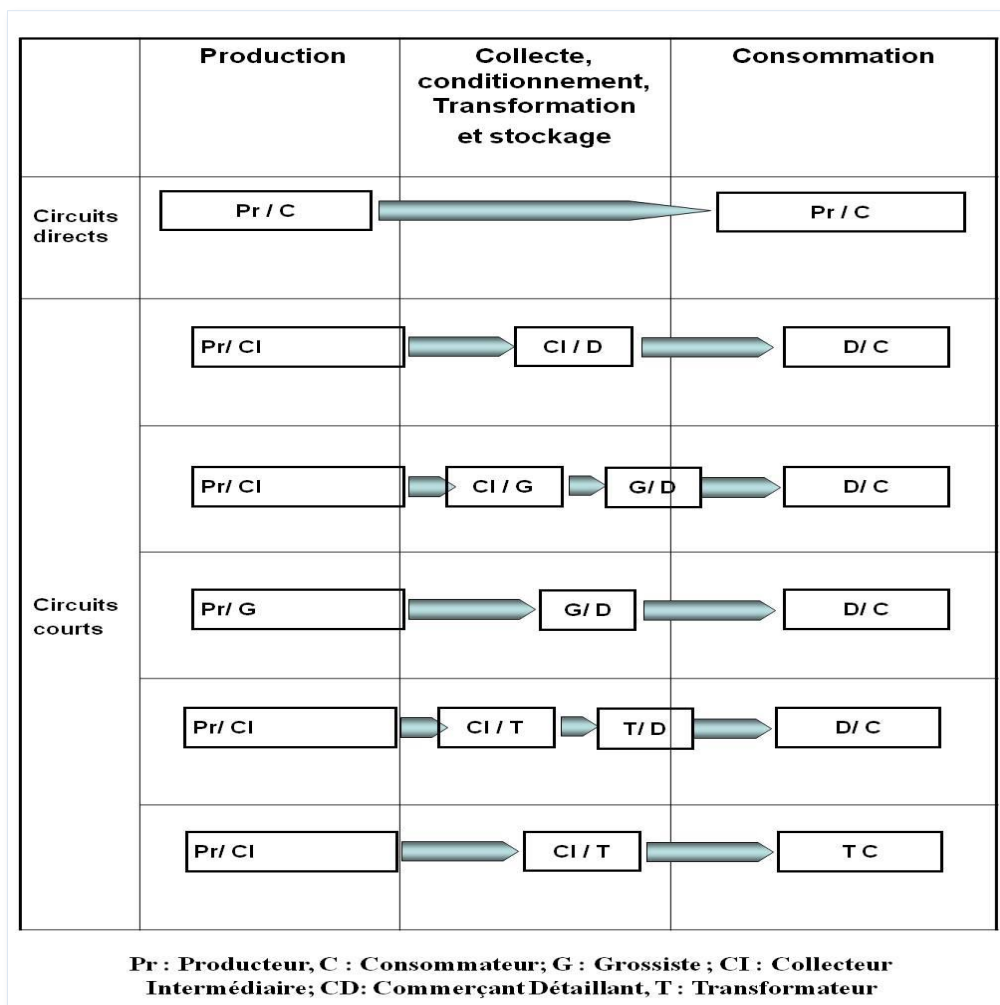 Production
Collecte,
conditionnement,
Transformation
et stockage
Consommation
Circuits
directs
Pr / C
Pr / C
Pr/ CI
CI / D
D/ C
Pr/ CI
CI / G
G/ D
D/ C
Circuits
courts
Pr/ G
G/ D
D/ C
Pr/ CI
CI / T
T/ D
D/ C
Pr/ CI
CI / T
T C
Pr : Producteur, C : Consommateur; G : Grossiste ; CI : Collecteur
Intermédiaire; CD: Commerçant Détaillant, T : Transformateur